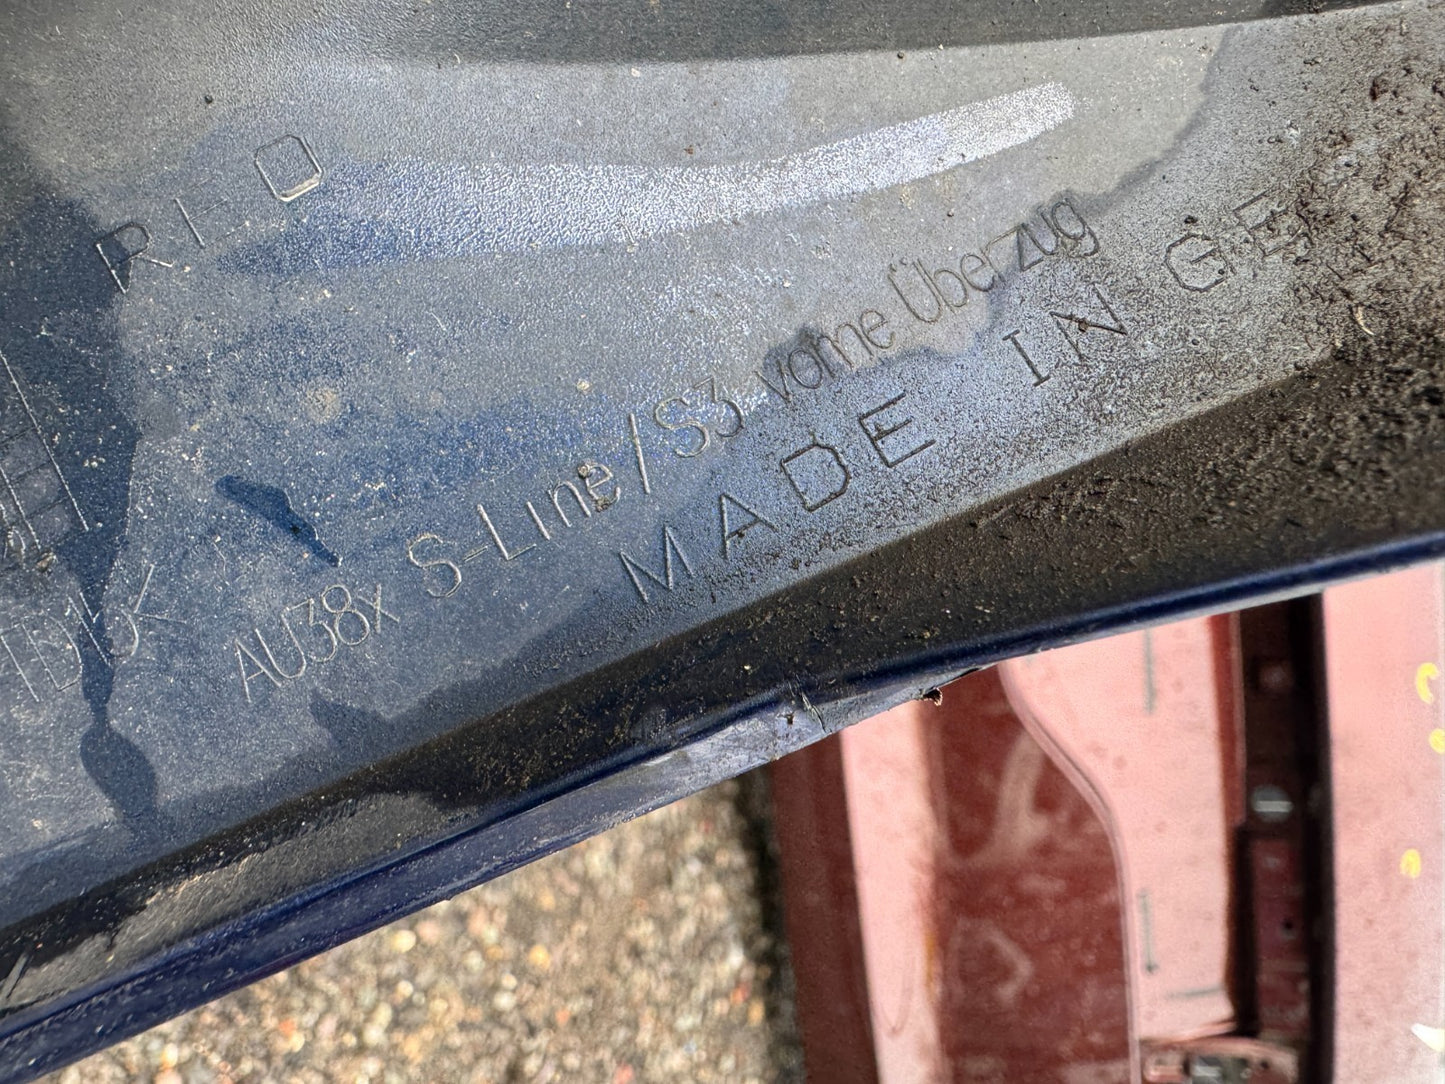 AU38x S-Line/S3 vorne Überzug
MADE IN GE